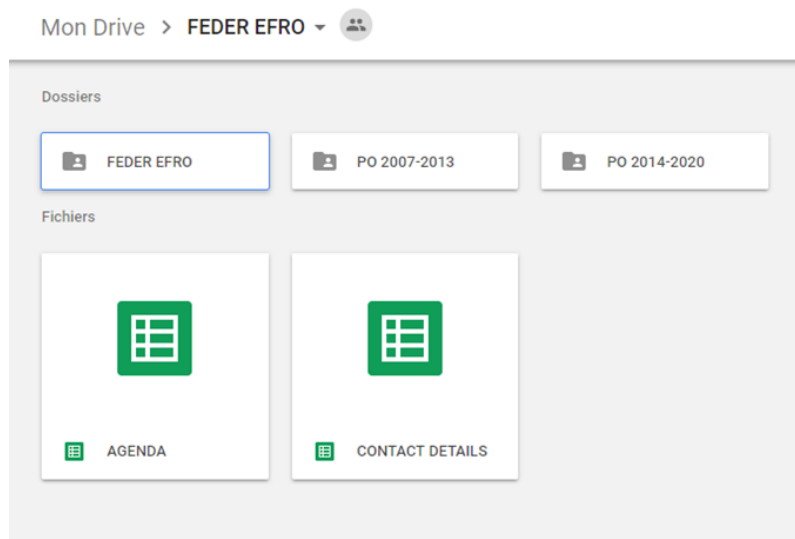 Mon Drive > FEDER EFRO
Dossiers
FEDER EFRO
PO 2007-2013
PO 2014-2020
Fichiers
AGENDA
CONTACT DETAILS